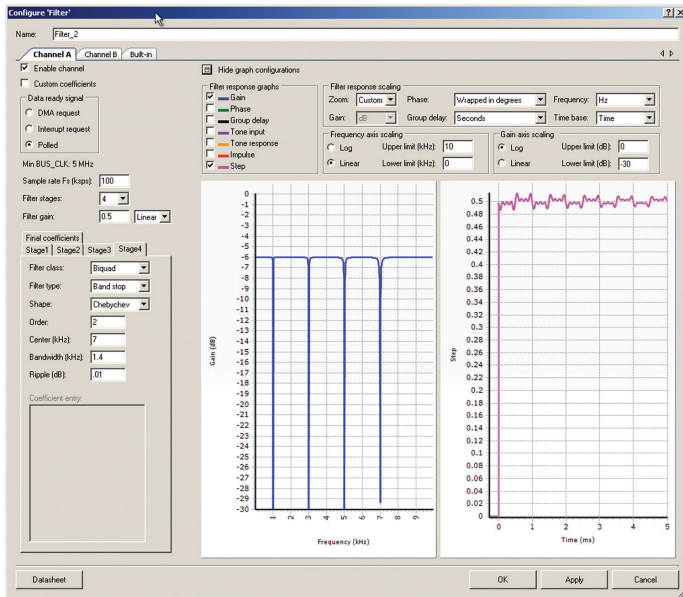 Configure 'Filter'
Name: Filter_2
Channel A Channel B Built-in
Enable channel
Custom coefficients
Data ready signal
DMA request
Interrupt request
Polled
Min BUS_CLK: 5 MHz
Sample rate Fs (ksps): 100
Filter stages: 4
Filter gain: 0.5 Linear
Final coefficients
Stage1 Stage2 Stage3 Stage4
Filter class: Biquad
Filter type: Band stop
Shape: Chebychev
Order: 2
Center (kHz): 7
Bandwidth (kHz): 1.4
Ripple (dB): .01
Coefficient entry:
Hide graph configurations
Filter response graphs
Gain
Phase
Group delay
Tone input
Tone response
Impulse
Step
Filter response scaling
Zoom: Custom Phase: Wrapped in degrees Frequency: Hz
Gain: dB Group delay: Seconds Time base: Time
Frequency axis scaling
Log Upper limit (kHz): 10
Linear Lower limit (kHz): 0
Gain axis scaling
Log Upper limit (dB): 0
Linear Lower limit (dB): -30
0
-1
-2
-3
-4
-5
-6
-7
-8
-9
-10
-11
-12
-13
-14
-15
-16
-17
-18
-19
-20
-21
-22
-23
-24
-25
-26
-27
-28
-29
-30
Gain (dB)
1 2 3 4 5 6 7 8 9
Frequency (kHz)
0.5
0.48
0.46
0.44
0.42
0.4
0.38
0.36
0.34
0.32
0.3
0.28
0.26
0.24
0.22
0.2
0.18
0.16
0.14
0.12
0.1
0.08
0.06
0.04
0.02
0
Step
0 1 2 3 4 5
Time (ms)
Datasheet OK Apply Cancel